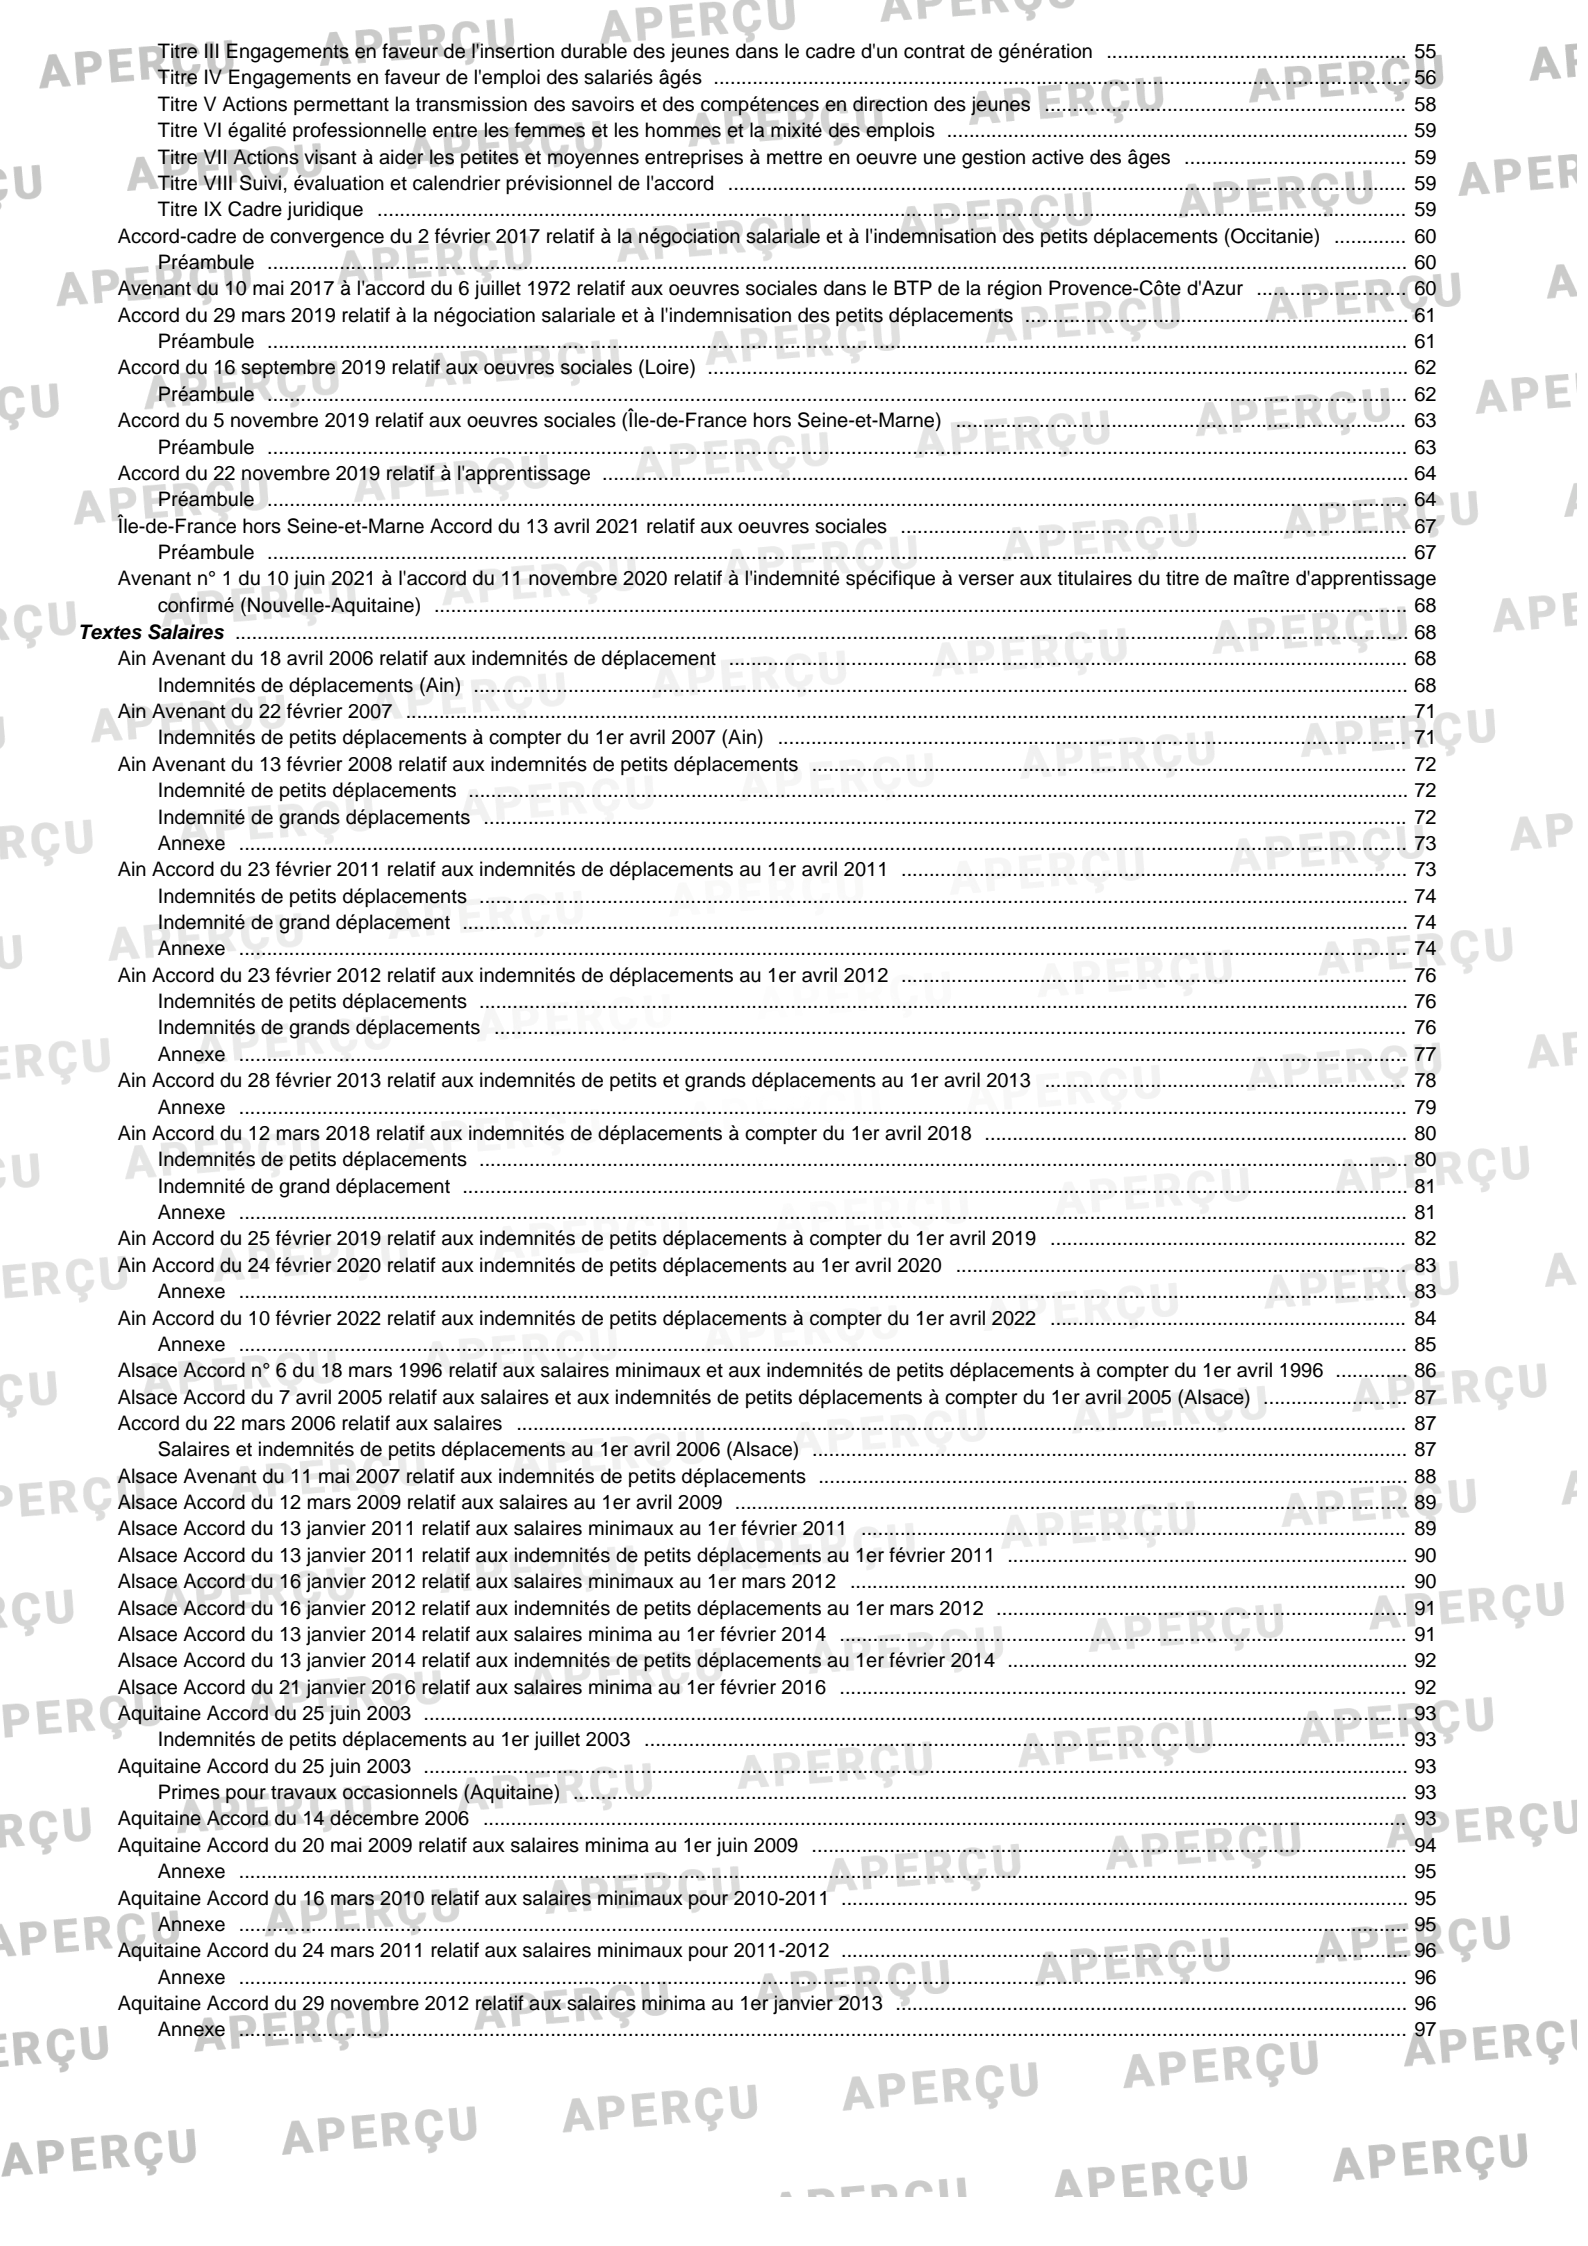 Titre III Engagements en faveur de l'insertion durable des jeunes dans le cadre d'un contrat de génération ........ 55
Titre IV Engagements en faveur de l'emploi des salariés âgés ........ 56
Titre V Actions permettant la transmission des savoirs et des compétences en direction des jeunes ........ 58
Titre VI égalité professionnelle entre les femmes et les hommes et la mixité des emplois ........ 59
Titre VII Actions visant à aider les petites et moyennes entreprises à mettre en oeuvre une gestion active des âges ........ 59
Titre VIII Suivi, évaluation et calendrier prévisionnel de l'accord ........ 59
Titre IX Cadre juridique ........ 59
Accord-cadre de convergence du 2 février 2017 relatif à la négociation salariale et à l'indemnisation des petits déplacements (Occitanie) ........ 60
Préambule ........ 60
Avenant du 10 mai 2017 à l'accord du 6 juillet 1972 relatif aux oeuvres sociales dans le BTP de la région Provence-Côte d'Azur ........ 60
Accord du 29 mars 2019 relatif à la négociation salariale et à l'indemnisation des petits déplacements ........ 61
Préambule ........ 61
Accord du 16 septembre 2019 relatif aux oeuvres sociales (Loire) ........ 62
Préambule ........ 62
Accord du 5 novembre 2019 relatif aux oeuvres sociales (Île-de-France hors Seine-et-Marne) ........ 63
Préambule ........ 63
Accord du 22 novembre 2019 relatif à l'apprentissage ........ 64
Préambule ........ 64
Île-de-France hors Seine-et-Marne Accord du 13 avril 2021 relatif aux oeuvres sociales ........ 67
Préambule ........ 67
Avenant n° 1 du 10 juin 2021 à l'accord du 11 novembre 2020 relatif à l'indemnité spécifique à verser aux titulaires du titre de maître d'apprentissage
confirmé (Nouvelle-Aquitaine) ........ 68
Textes Salaires ........ 68
Ain Avenant du 18 avril 2006 relatif aux indemnités de déplacement ........ 68
Indemnités de déplacements (Ain) ........ 68
Ain Avenant du 22 février 2007 ........ 71
Indemnités de petits déplacements à compter du 1er avril 2007 (Ain) ........ 71
Ain Avenant du 13 février 2008 relatif aux indemnités de petits déplacements ........ 72
Indemnité de petits déplacements ........ 72
Indemnité de grands déplacements ........ 72
Annexe ........ 73
Ain Accord du 23 février 2011 relatif aux indemnités de déplacements au 1er avril 2011 ........ 73
Indemnités de petits déplacements ........ 74
Indemnité de grand déplacement ........ 74
Annexe ........ 74
Ain Accord du 23 février 2012 relatif aux indemnités de déplacements au 1er avril 2012 ........ 76
Indemnités de petits déplacements ........ 76
Indemnités de grands déplacements ........ 76
Annexe ........ 77
Ain Accord du 28 février 2013 relatif aux indemnités de petits et grands déplacements au 1er avril 2013 ........ 78
Annexe ........ 79
Ain Accord du 12 mars 2018 relatif aux indemnités de déplacements à compter du 1er avril 2018 ........ 80
Indemnités de petits déplacements ........ 80
Indemnité de grand déplacement ........ 81
Annexe ........ 81
Ain Accord du 25 février 2019 relatif aux indemnités de petits déplacements à compter du 1er avril 2019 ........ 82
Ain Accord du 24 février 2020 relatif aux indemnités de petits déplacements au 1er avril 2020 ........ 83
Annexe ........ 83
Ain Accord du 10 février 2022 relatif aux indemnités de petits déplacements à compter du 1er avril 2022 ........ 84
Annexe ........ 85
Alsace Accord n° 6 du 18 mars 1996 relatif aux salaires minimaux et aux indemnités de petits déplacements à compter du 1er avril 1996 ........ 86
Alsace Accord du 7 avril 2005 relatif aux salaires et aux indemnités de petits déplacements à compter du 1er avril 2005 (Alsace) ........ 87
Accord du 22 mars 2006 relatif aux salaires ........ 87
Salaires et indemnités de petits déplacements au 1er avril 2006 (Alsace) ........ 87
Alsace Avenant du 11 mai 2007 relatif aux indemnités de petits déplacements ........ 88
Alsace Accord du 12 mars 2009 relatif aux salaires au 1er avril 2009 ........ 89
Alsace Accord du 13 janvier 2011 relatif aux salaires minimaux au 1er février 2011 ........ 89
Alsace Accord du 13 janvier 2011 relatif aux indemnités de petits déplacements au 1er février 2011 ........ 90
Alsace Accord du 16 janvier 2012 relatif aux salaires minimaux au 1er mars 2012 ........ 90
Alsace Accord du 16 janvier 2012 relatif aux indemnités de petits déplacements au 1er mars 2012 ........ 91
Alsace Accord du 13 janvier 2014 relatif aux salaires minima au 1er février 2014 ........ 91
Alsace Accord du 13 janvier 2014 relatif aux indemnités de petits déplacements au 1er février 2014 ........ 92
Alsace Accord du 21 janvier 2016 relatif aux salaires minima au 1er février 2016 ........ 92
Aquitaine Accord du 25 juin 2003 ........ 93
Indemnités de petits déplacements au 1er juillet 2003 ........ 93
Aquitaine Accord du 25 juin 2003 ........ 93
Primes pour travaux occasionnels (Aquitaine) ........ 93
Aquitaine Accord du 14 décembre 2006 ........ 93
Aquitaine Accord du 20 mai 2009 relatif aux salaires minima au 1er juin 2009 ........ 94
Annexe ........ 95
Aquitaine Accord du 16 mars 2010 relatif aux salaires minimaux pour 2010-2011 ........ 95
Annexe ........ 95
Aquitaine Accord du 24 mars 2011 relatif aux salaires minimaux pour 2011-2012 ........ 96
Annexe ........ 96
Aquitaine Accord du 29 novembre 2012 relatif aux salaires minima au 1er janvier 2013 ........ 96
Annexe ........ 97
APERÇU